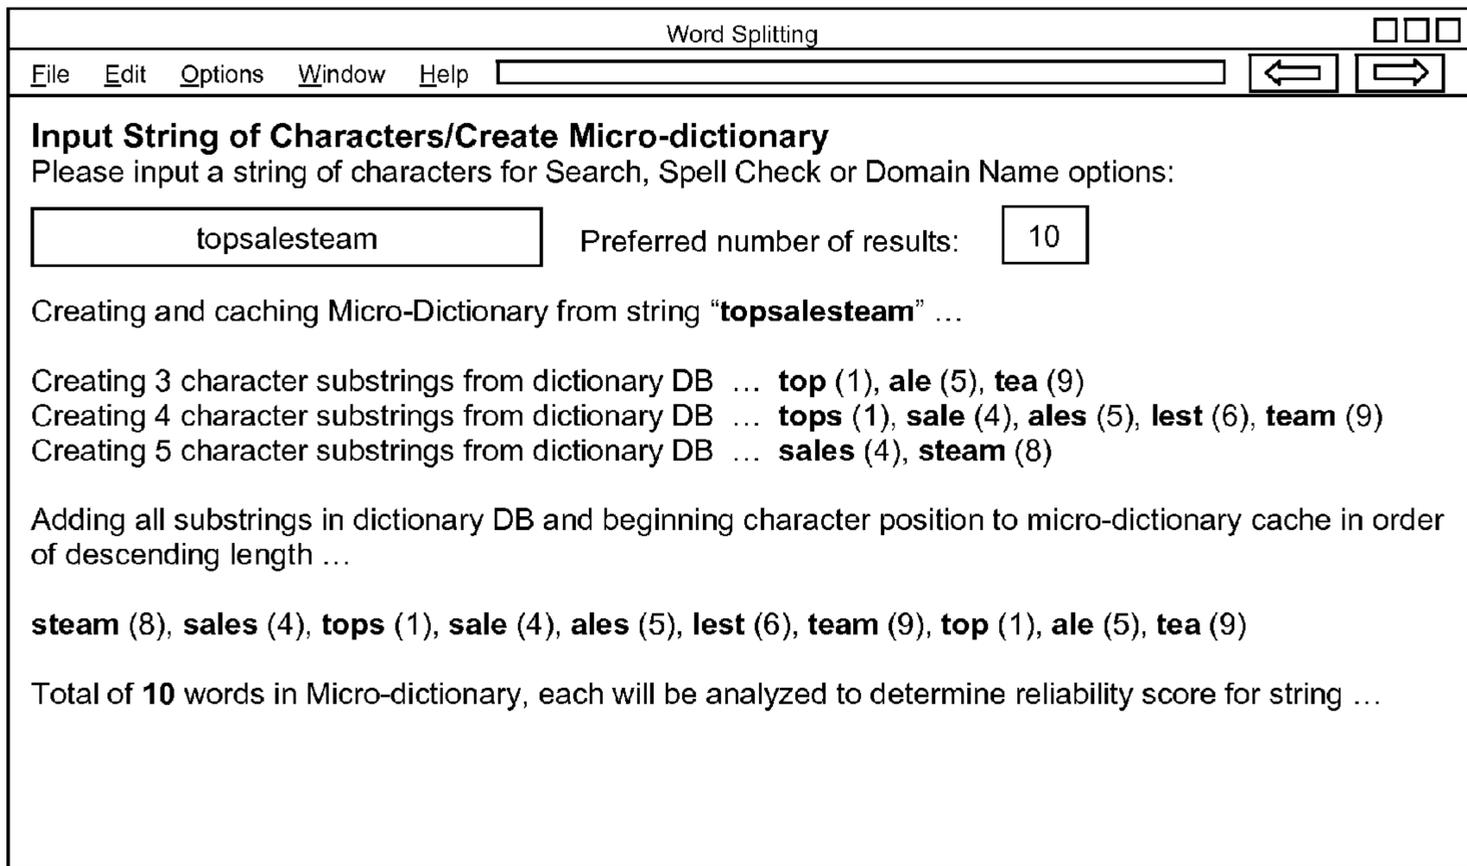 Word Splitting
File Edit Options Window Help
Input String of Characters/Create Micro-dictionary
Please input a string of characters for Search, Spell Check or Domain Name options:
topsalesteam Preferred number of results: 10
Creating and caching Micro-Dictionary from string “topsalesteam” …
Creating 3 character substrings from dictionary DB … top (1), ale (5), tea (9)
Creating 4 character substrings from dictionary DB … tops (1), sale (4), ales (5), lest (6), team (9)
Creating 5 character substrings from dictionary DB … sales (4), steam (8)
Adding all substrings in dictionary DB and beginning character position to micro-dictionary cache in order
of descending length …
steam (8), sales (4), tops (1), sale (4), ales (5), lest (6), team (9), top (1), ale (5), tea (9)
Total of 10 words in Micro-dictionary, each will be analyzed to determine reliability score for string …